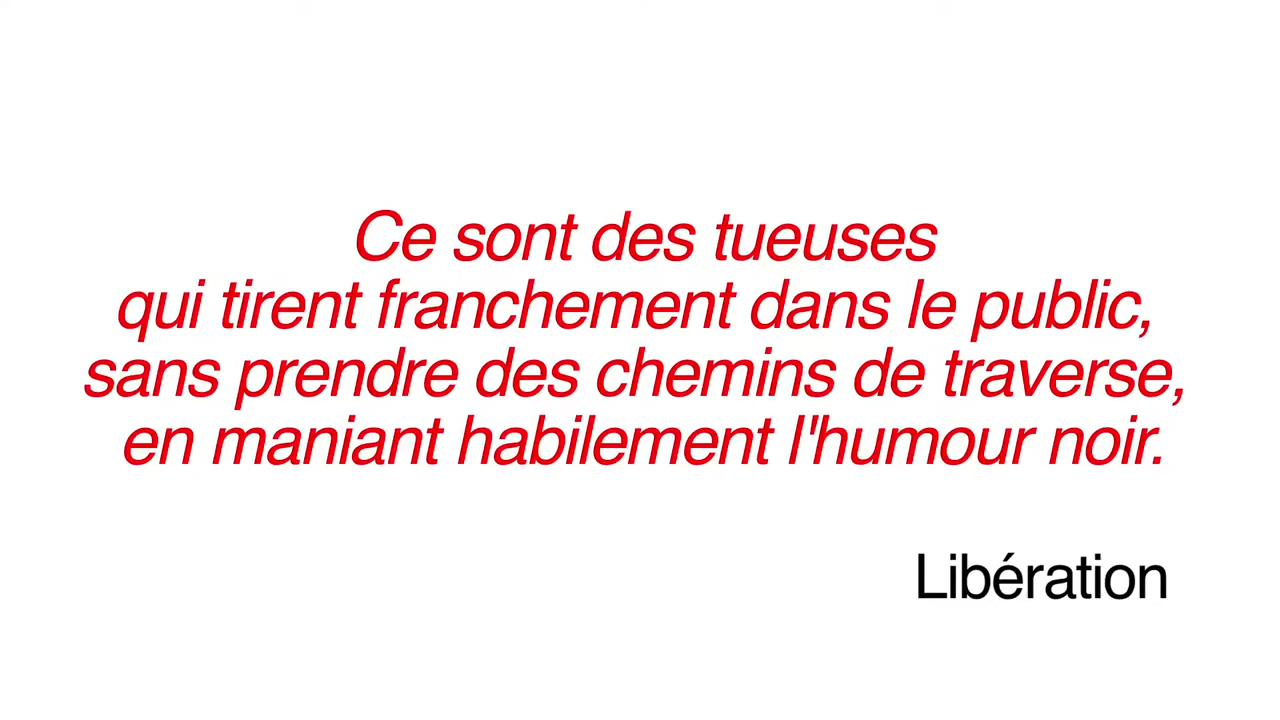 Ce sont des tueuses
qui tirent franchement dans le public,
sans prendre des chemins de traverse,
en maniant habilement l'humour noir.
Libération